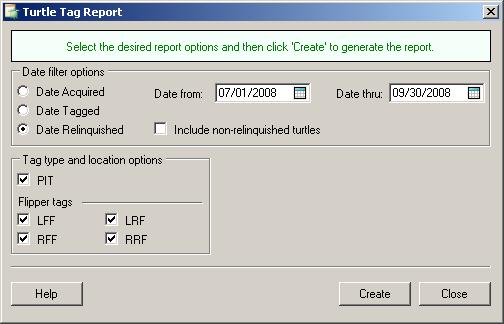 Turtle Tag Report
Select the desired report options and then click 'Create' to generate the report.
Date filter options
Date Acquired
Date from: 07/01/2008
Date thru: 09/30/2008
Date Tagged
Date Relinquished
Include non-relinquished turtles
Tag type and location options
PIT
Flipper tags
LFF
LRF
RFF
RRF
Help
Create
Close